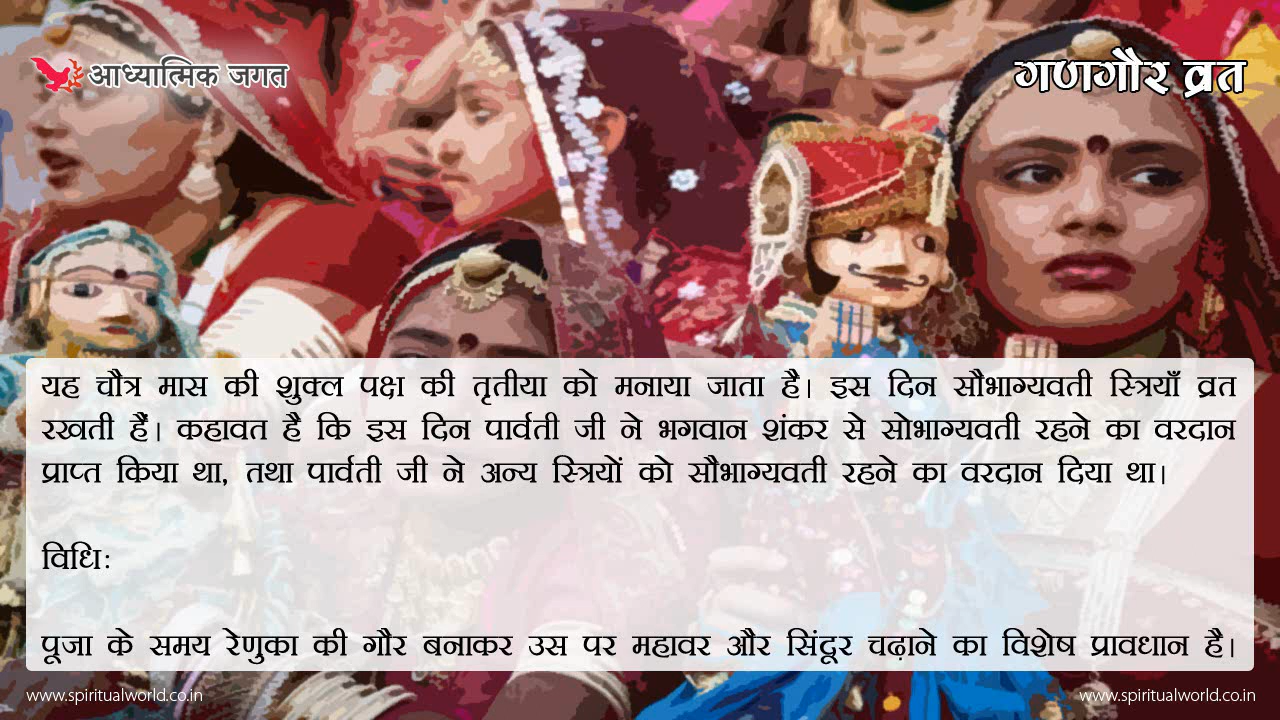 आध्यात्मिक जगत
गणगौर व्रत
यह चौत्र मास की शुक्ल पक्ष की तृतीया को मनाया जाता है। इस दिन सौभाग्यवती स्त्रियाँ व्रत
रखती हैं। कहावत है कि इस दिन पार्वती जी ने भगवान शंकर से सोभाग्यवती रहने का वरदान
प्राप्त किया था, तथा पार्वती जी ने अन्य स्त्रियों को सौभाग्यवती रहने का वरदान दिया था।
विधि:
पूजा के समय रेणुका की गौर बनाकर उस पर महावर और सिंदूर चढ़ाने का विशेष प्रावधान है।
www.spiritualworld.co.in
www.spiritualworld.co.in